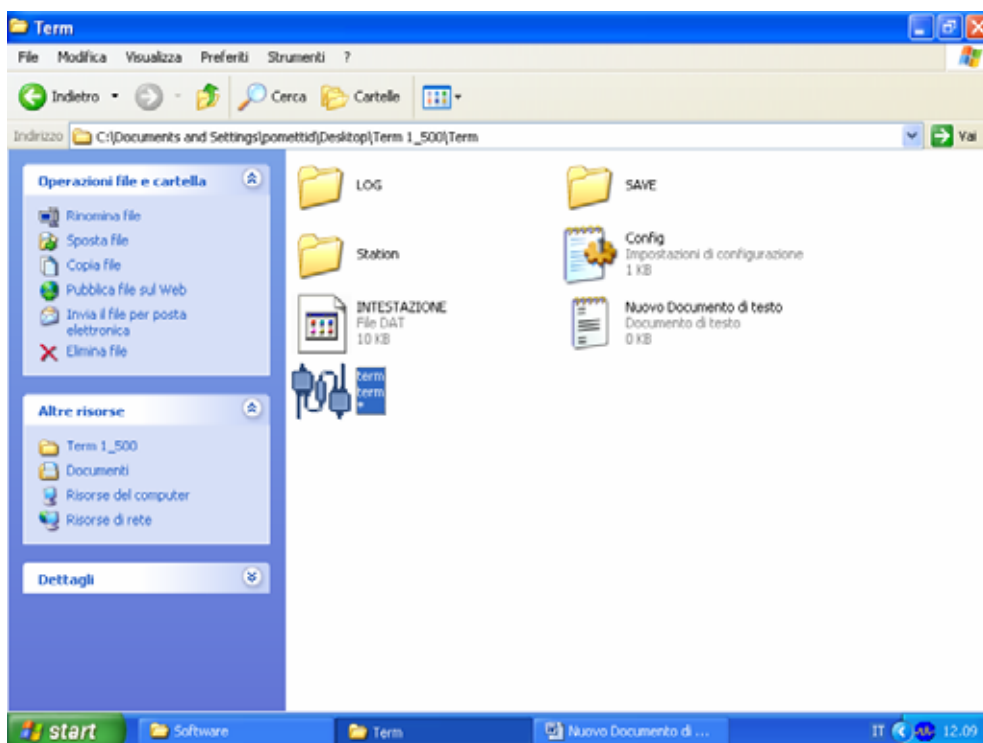 Term
File Modifica Visualizza Preferiti Strumenti ?
Indietro Cerca Cartelle
Indirizzo C:\Documents and Settings\pomettid\Desktop\Term 1_500\Term Vai
Operazioni file e cartella
Rinomina file
Sposta file
Copia file
Pubblica file sul Web
Invia il file per posta
elettronica
Elimina file
Altre risorse
Term 1_500
Documenti
Risorse del computer
Risorse di rete
Dettagli
LOG
SAVE
Station
Config
Impostazioni di configurazione
1 KB
INTESTAZIONE
File DAT
10 KB
Nuovo Documento di testo
Documento di testo
0 KB
term
term
*
start Software Term Nuovo Documento di ... IT 12.09